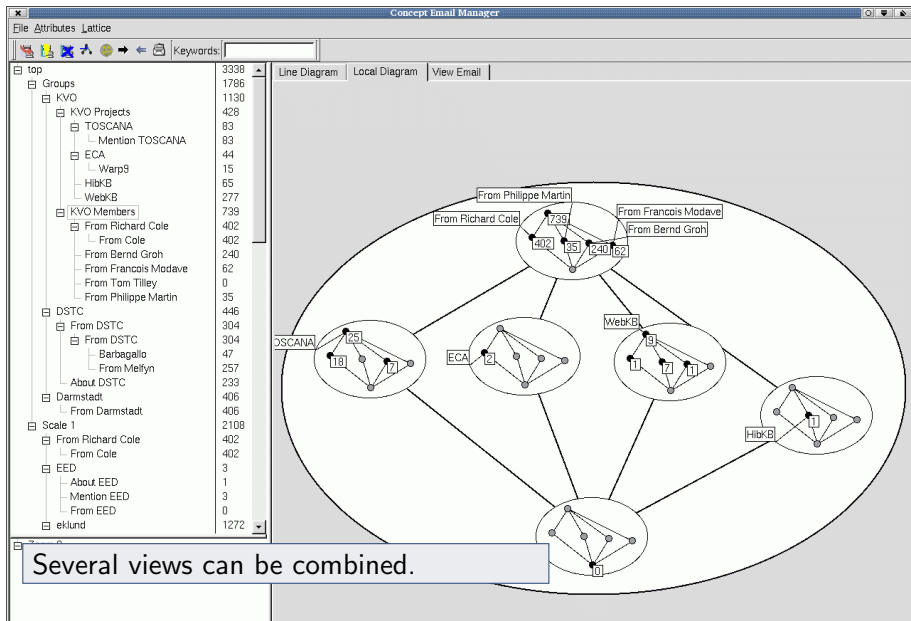 Concept Email Manager
File Attributes Lattice
Keywords:
top 3338
Groups 1786
KVO 1130
KVO Projects 428
TOSCANA 83
Mention TOSCANA 83
ECA 44
Warp9 15
HibKB 65
WebKB 277
KVO Members 739
From Richard Cole 402
From Cole 402
From Bernd Groh 240
From Francois Modave 62
From Tom Tilley 0
From Philippe Martin 35
DSTC 446
From DSTC 304
From DSTC 304
Barbagallo 47
From Melfyn 257
About DSTC 233
Darmstadt 406
From Darmstadt 406
Scale 1 2108
From Richard Cole 402
From Cole 402
EED 3
About EED 1
Mention EED 3
From EED 0
eklund 1272
Line Diagram Local Diagram View Email
From Philippe Martin
From Richard Cole
From Francois Modave
From Bernd Groh
739
402 35 240 62
OSCANA
25
18 7
ECA
2
WebKB
9
1 7 1
HibKB
1
0
Several views can be combined.